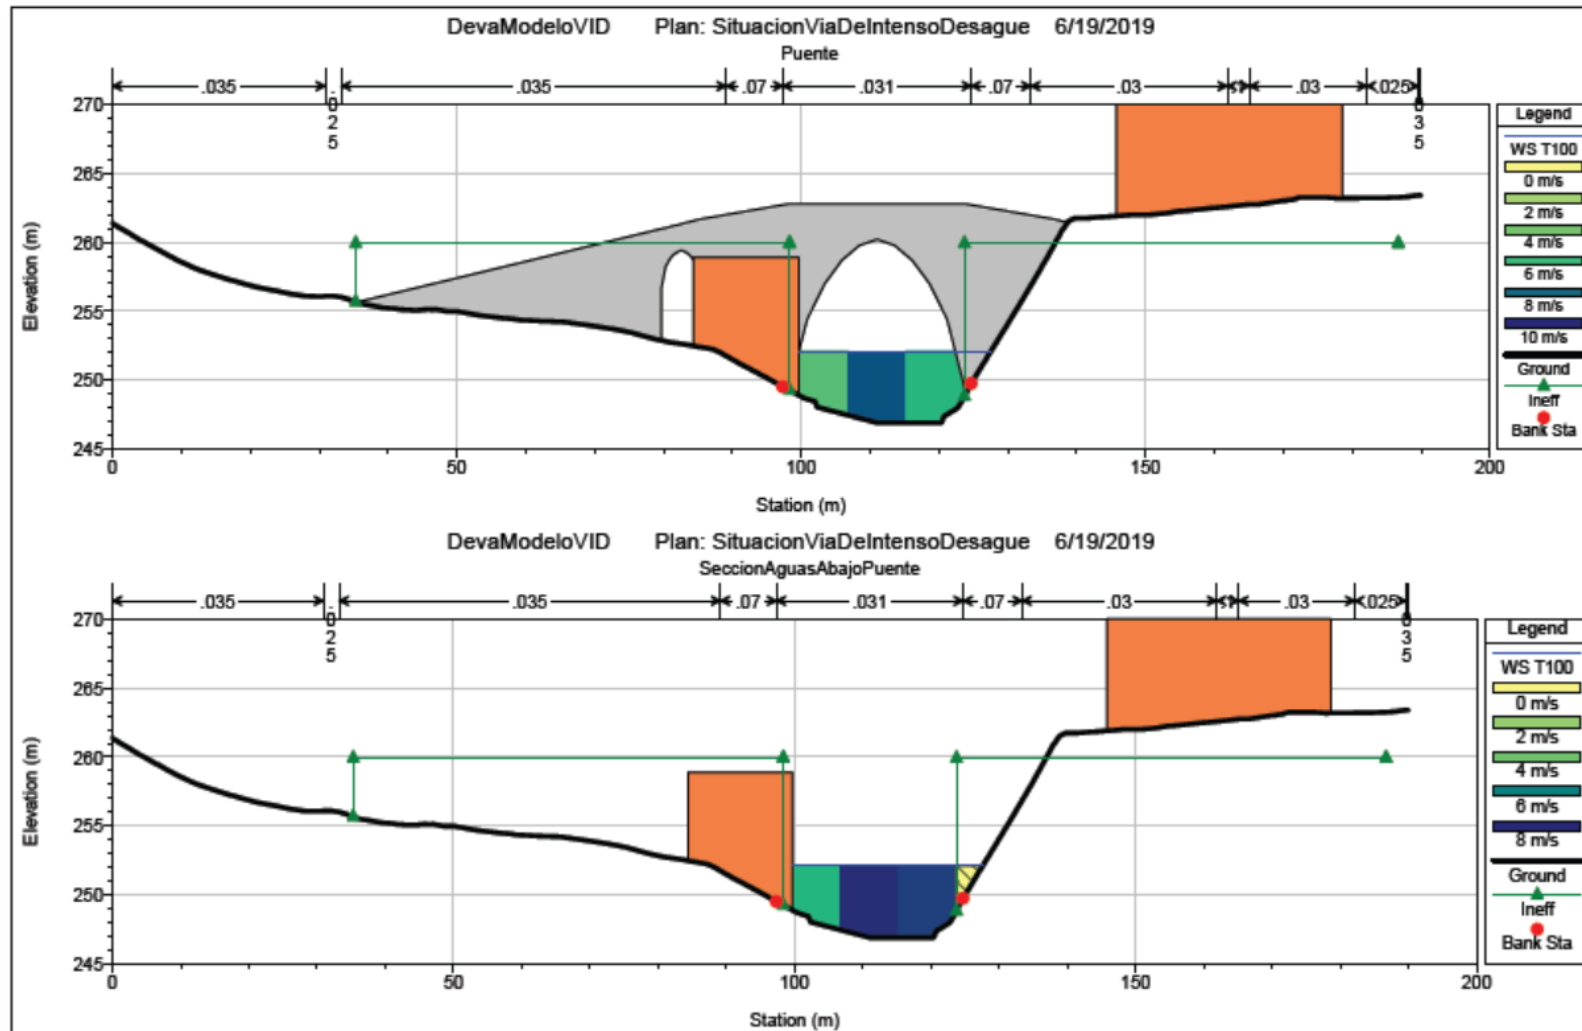 DevaModeloVID Plan: SituacionViaDeIntensoDesague 6/19/2019
Puente
.035 .035 .07 .031 .07 .03 .03 .025
.025
.035
270
265
260
255
250
245
0 50 100 150 200
Elevation (m)
Station (m)
Legend
WS T100
0 m/s
2 m/s
4 m/s
6 m/s
8 m/s
10 m/s
Ground
Ineff
Bank Sta
DevaModeloVID Plan: SituacionViaDeIntensoDesague 6/19/2019
SeccionAguasAbajoPuente
.035 .035 .07 .031 .07 .03 .03 .025
.025
.035
270
265
260
255
250
245
0 50 100 150 200
Elevation (m)
Station (m)
Legend
WS T100
0 m/s
2 m/s
4 m/s
6 m/s
8 m/s
Ground
Ineff
Bank Sta